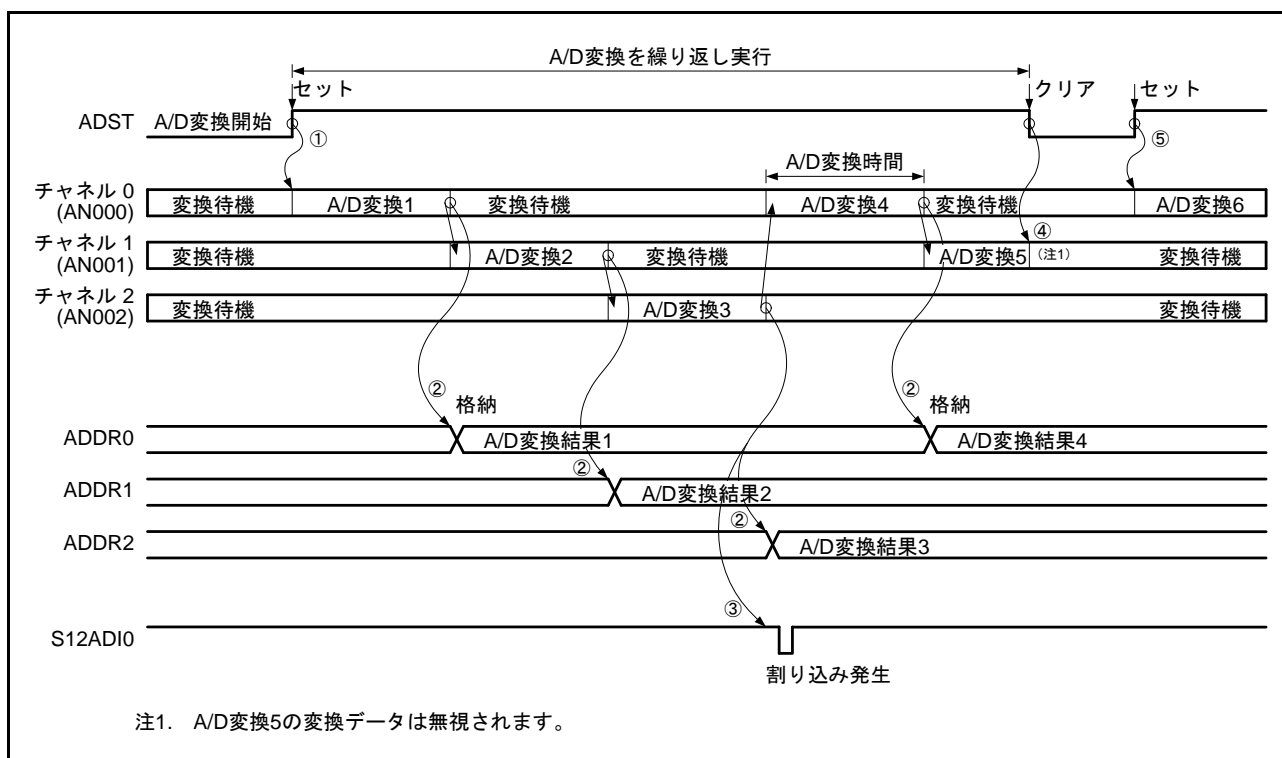 A/D変換を繰り返し実行
セット
クリア
セット
ADST
A/D変換開始
①
⑤
A/D変換時間
チャネル 0
(AN000)
変換待機
A/D変換1
変換待機
A/D変換4
変換待機
A/D変換6
④
チャネル 1
(AN001)
変換待機
A/D変換2
変換待機
A/D変換5
(注1)
変換待機
チャネル 2
(AN002)
変換待機
A/D変換3
変換待機
②
格納
②
格納
ADDR0
A/D変換結果1
A/D変換結果4
②
ADDR1
A/D変換結果2
②
ADDR2
A/D変換結果3
③
S12ADI0
割り込み発生
注1. A/D変換5の変換データは無視されます。